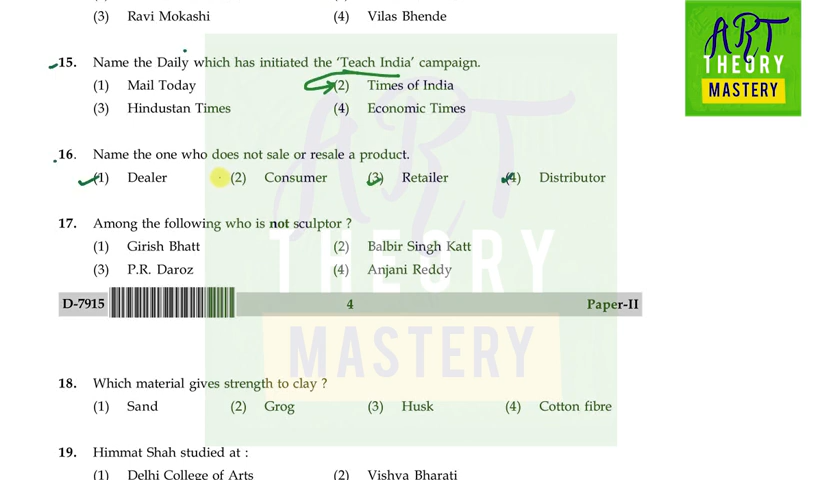 (3) Ravi Mokashi (4) Vilas Bhende
15. Name the Daily which has initiated the ‘Teach India’ campaign.
(1) Mail Today (2) Times of India
(3) Hindustan Times (4) Economic Times
16. Name the one who does not sale or resale a product.
(1) Dealer (2) Consumer (3) Retailer (4) Distributor
17. Among the following who is not sculptor ?
(1) Girish Bhatt (2) Balbir Singh Katt
(3) P.R. Daroz (4) Anjani Reddy
D-7915 4 Paper-II
18. Which material gives strength to clay ?
(1) Sand (2) Grog (3) Husk (4) Cotton fibre
19. Himmat Shah studied at :
(1) Delhi College of Arts (2) Vishva Bharati
ART
THEORY
MASTERY
ART
THEORY
MASTERY